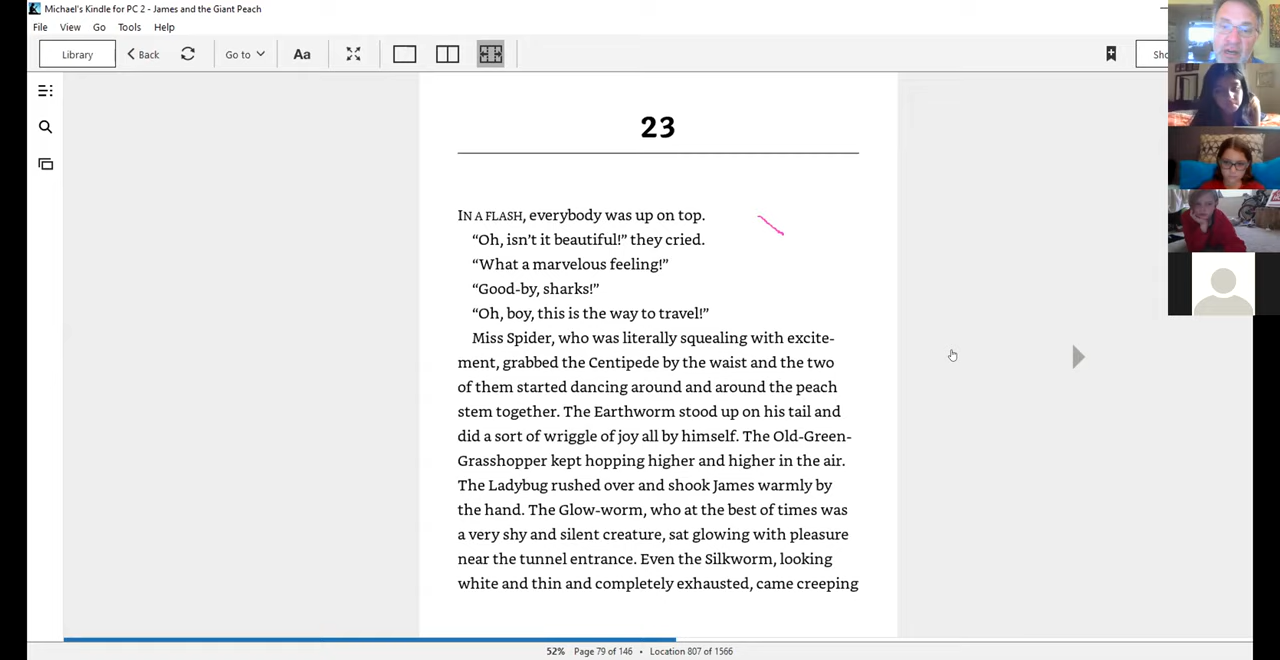 Michael's Kindle for PC 2 - James and the Giant Peach
File View Go Tools Help
Library Back Go to Aa Sho
23
IN A FLASH, everybody was up on top.
“Oh, isn’t it beautiful!” they cried.
“What a marvelous feeling!”
“Good-by, sharks!”
“Oh, boy, this is the way to travel!”
Miss Spider, who was literally squealing with excite-
ment, grabbed the Centipede by the waist and the two
of them started dancing around and around the peach
stem together. The Earthworm stood up on his tail and
did a sort of wriggle of joy all by himself. The Old-Green-
Grasshopper kept hopping higher and higher in the air.
The Ladybug rushed over and shook James warmly by
the hand. The Glow-worm, who at the best of times was
a very shy and silent creature, sat glowing with pleasure
near the tunnel entrance. Even the Silkworm, looking
white and thin and completely exhausted, came creeping
52% Page 79 of 146 • Location 807 of 1566